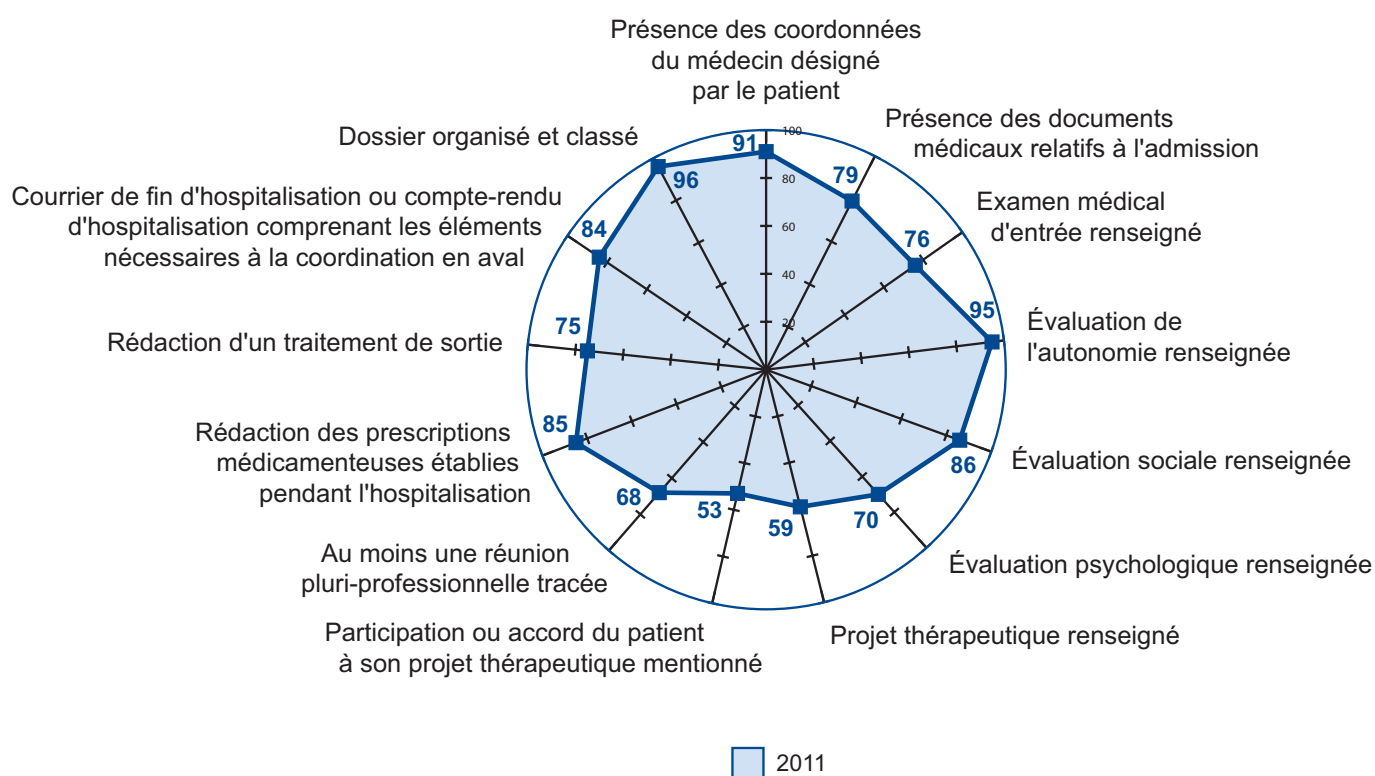 Présence des coordonnées
du médecin désigné
par le patient
Présence des documents
médicaux relatifs à l'admission
Examen médical
d'entrée renseigné
Évaluation de
l'autonomie renseignée
Évaluation sociale renseignée
Évaluation psychologique renseignée
Projet thérapeutique renseigné
Participation ou accord du patient
à son projet thérapeutique mentionné
Au moins une réunion
pluri-professionnelle tracée
Rédaction des prescriptions
médicamenteuses établies
pendant l'hospitalisation
Rédaction d'un traitement de sortie
Courrier de fin d'hospitalisation ou compte-rendu
d'hospitalisation comprenant les éléments
nécessaires à la coordination en aval
Dossier organisé et classé
100
80
60
40
20
91
79
76
95
86
70
59
53
68
85
75
84
96
2011